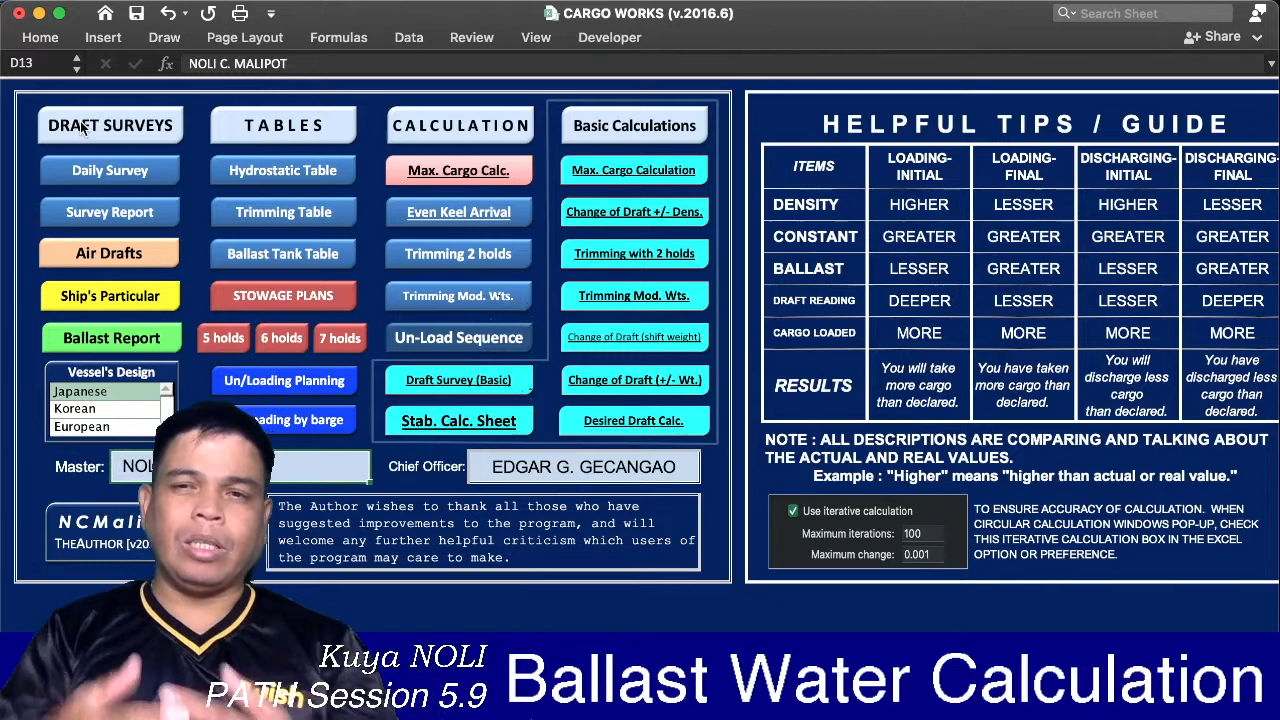 CARGO WORKS (v.2016.6)
Search Sheet
Home Insert Draw Page Layout Formulas Data Review View Developer
Share
D13 fx NOLI C. MALIPOT
DRAFT SURVEYS
Daily Survey
Survey Report
Air Drafts
Ship's Particular
Ballast Report
Vessel's Design
Japanese
Korean
European
TABLES
Hydrostatic Table
Trimming Table
Ballast Tank Table
STOWAGE PLANS
5 holds 6 holds 7 holds
Un/Loading Planning
eading by barge
CALCULATION
Max. Cargo Calc.
Even Keel Arrival
Trimming 2 holds
Trimming Mod. Wts.
Un-Load Sequence
Draft Survey (Basic)
Stab. Calc. Sheet
Basic Calculations
Max. Cargo Calculation
Change of Draft +/- Dens.
Trimming with 2 holds
Trimming Mod. Wts.
Change of Draft (shift weight)
Change of Draft (+/- Wt.)
Desired Draft Calc.
Master: NOL
Chief Officer: EDGAR G. GECANGAO
NCMali
THEAUTHOR [v20
The Author wishes to thank all those who have
suggested improvements to the program, and will
welcome any further helpful criticism which users of
the program may care to make.
HELPFUL TIPS / GUIDE
ITEMS LOADING-INITIAL LOADING-FINAL DISCHARGING-INITIAL DISCHARGING-FINAL
DENSITY HIGHER LESSER HIGHER LESSER
CONSTANT GREATER GREATER GREATER GREATER
BALLAST LESSER GREATER LESSER GREATER
DRAFT READING DEEPER LESSER LESSER DEEPER
CARGO LOADED MORE MORE MORE MORE
RESULTS
You will take more cargo than declared.
You have taken more cargo than declared.
You will discharge less cargo than declared.
You have discharged less cargo than declared.
NOTE : ALL DESCRIPTIONS ARE COMPARING AND TALKING ABOUT
THE ACTUAL AND REAL VALUES.
Example : "Higher" means "higher than actual or real value."
Use iterative calculation
Maximum iterations: 100
Maximum change: 0.001
TO ENSURE ACCURACY OF CALCULATION. WHEN
CIRCULAR CALCULATION WINDOWS POP-UP, CHECK
THIS ITERATIVE CALCULATION BOX IN THE EXCEL
OPTION OR PREFERENCE.
Kuya NOLI
PATH Session 5.9
Ballast Water Calculation